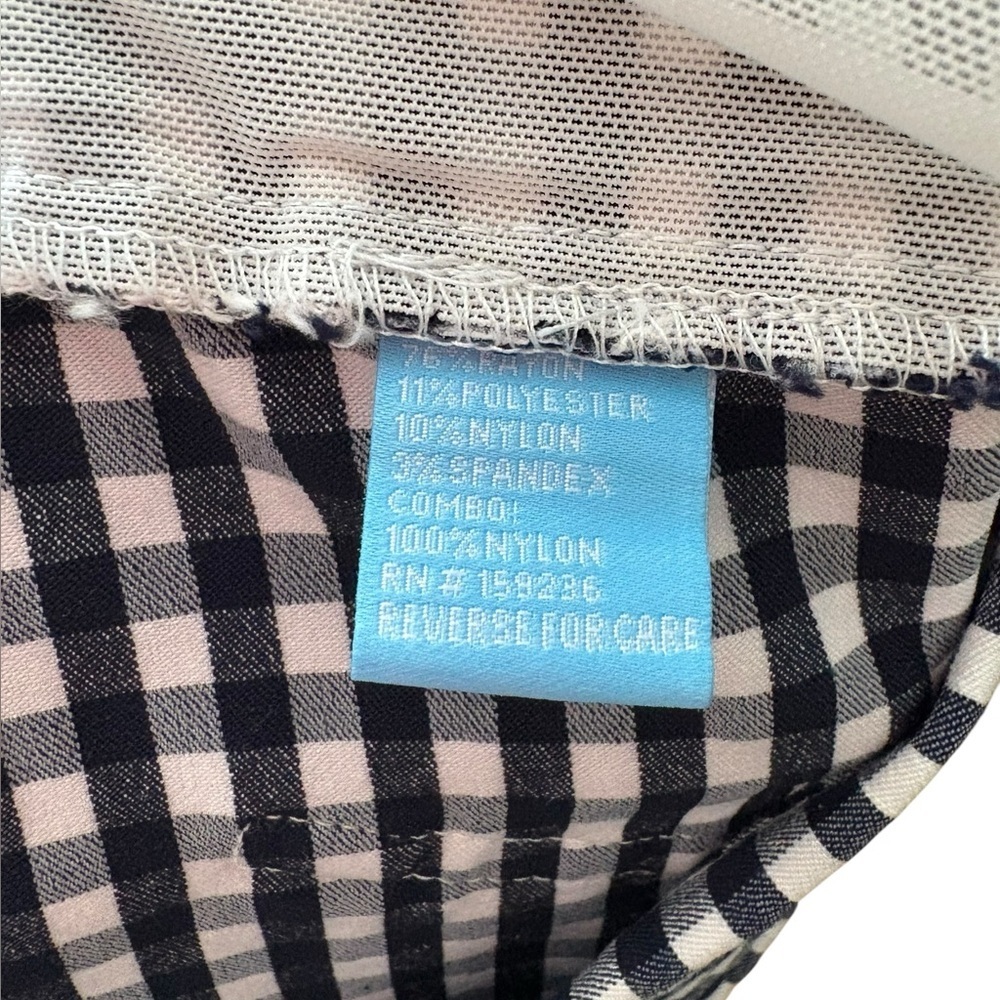 76%RAYON
11%POLYESTER
10%NYLON
3%SPANDEX
COMBO:
100%NYLON
RN # 159236
REVERSE FOR CARE